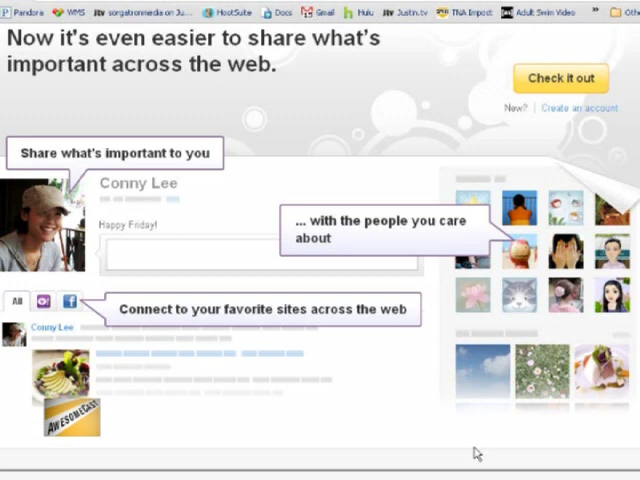 Pandora WMS sorgatronmedia on Ju... HootSuite Docs Gmail Hulu Justin.tv TNA Impact Adult Swim Video »
Now it's even easier to share what's
important across the web.
Check it out
New? | Create an account
Share what's important to you
Conny Lee
Happy Friday!
... with the people you care
about
All
Connect to your favorite sites across the web
Conny Lee
AWESOMECAST